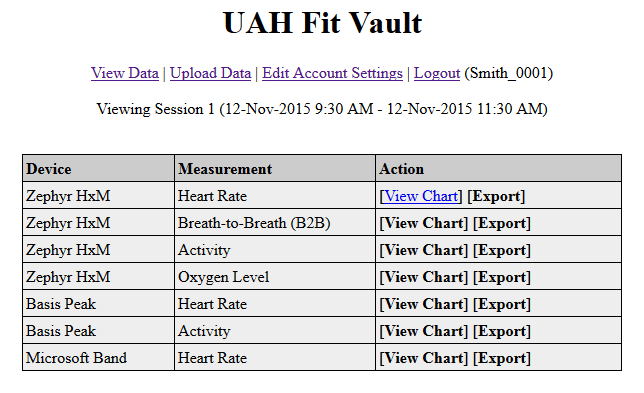 UAH Fit Vault
View Data | Upload Data | Edit Account Settings | Logout (Smith_0001)
Viewing Session 1 (12-Nov-2015 9:30 AM - 12-Nov-2015 11:30 AM)
Device Measurement Action
Zephyr HxM Heart Rate [View Chart] [Export]
Zephyr HxM Breath-to-Breath (B2B) [View Chart] [Export]
Zephyr HxM Activity [View Chart] [Export]
Zephyr HxM Oxygen Level [View Chart] [Export]
Basis Peak Heart Rate [View Chart] [Export]
Basis Peak Activity [View Chart] [Export]
Microsoft Band Heart Rate [View Chart] [Export]